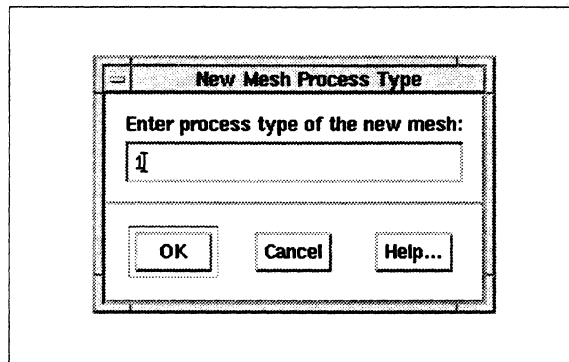 New Mesh Process Type
Enter process type of the new mesh:
1
OK Cancel Help...